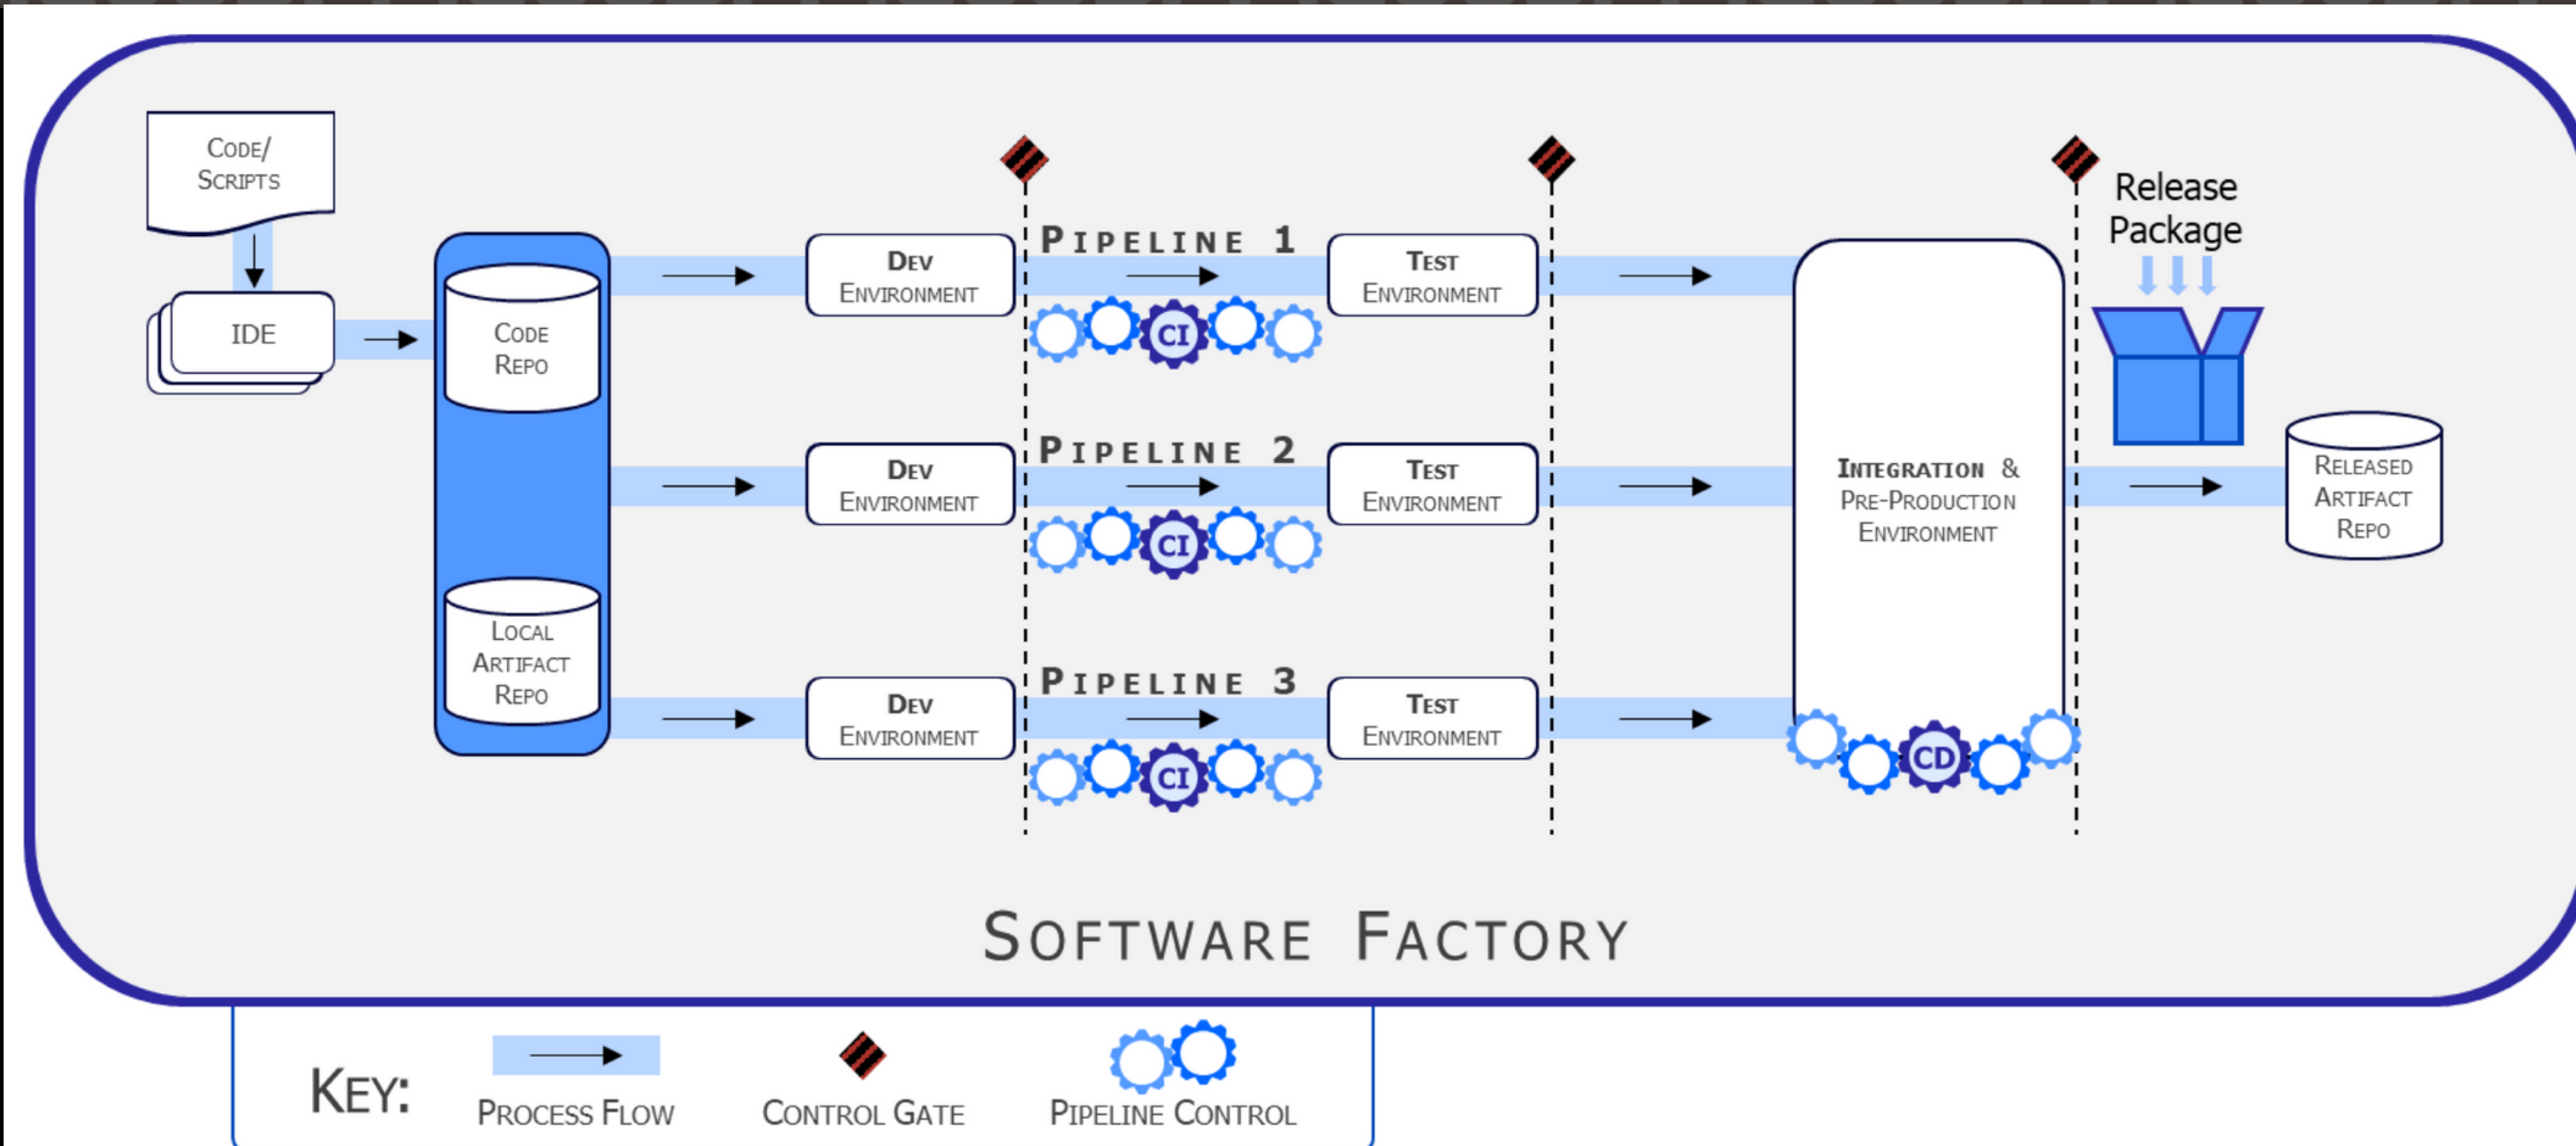 Code/
Scripts
IDE
Code
Repo
Local
Artifact
Repo
Dev
Environment
Pipeline 1
CI
Test
Environment
Dev
Environment
Pipeline 2
CI
Test
Environment
Dev
Environment
Pipeline 3
CI
Test
Environment
Integration &
Pre-Production
Environment
CD
Release
Package
Released
Artifact
Repo
Software Factory
Key:
Process Flow
Control Gate
Pipeline Control